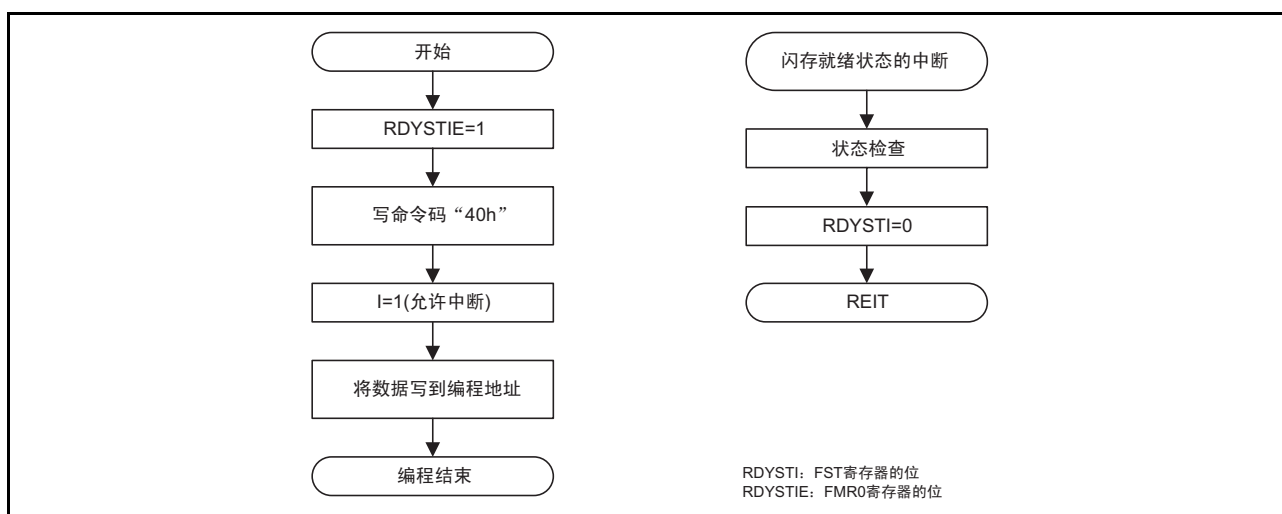 开始
RDYSTIE=1
写命令码“40h”
I=1(允许中断)
将数据写到编程地址
编程结束
闪存就绪状态的中断
状态检查
RDYSTI=0
REIT
RDYSTI：FST寄存器的位
RDYSTIE：FMR0寄存器的位